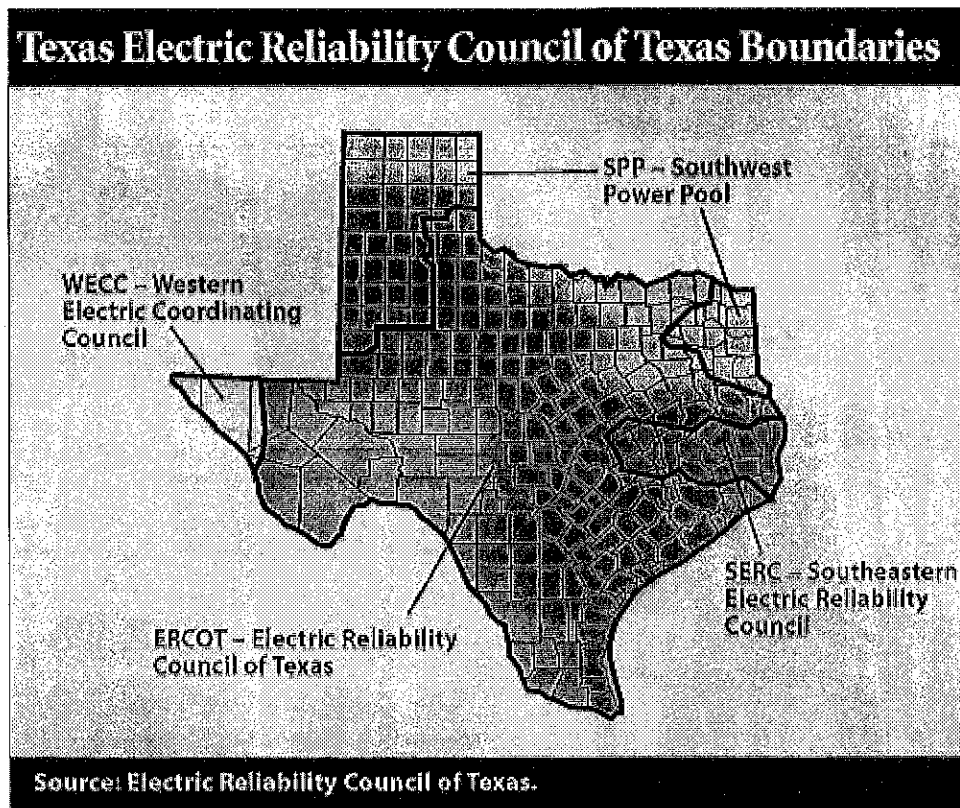 Texas Electric Reliability Council of Texas Boundaries
SPP – Southwest
Power Pool
WECC – Western
Electric Coordinating
Council
SERC – Southeastern
Electric Reliability
Council
ERCOT – Electric Reliability
Council of Texas
Source: Electric Reliability Council of Texas.